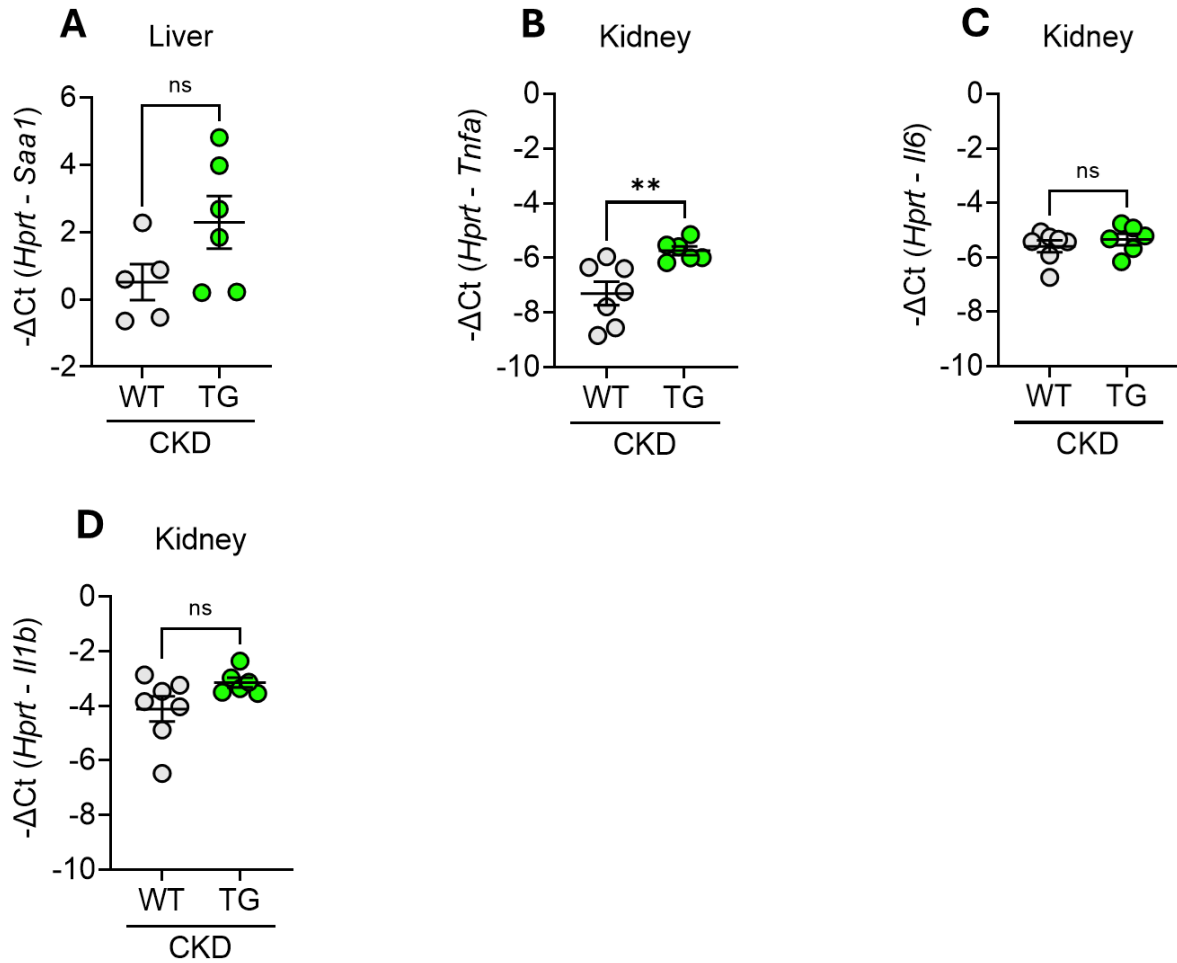 A
Liver
ns
6
4
2
0
-2
-ΔCt (Hprt - Saa1)
WT TG
CKD
B
Kidney
**
0
-2
-4
-6
-8
-10
-ΔCt (Hprt - Tnfa)
WT TG
CKD
C
Kidney
ns
0
-2
-4
-6
-8
-10
-ΔCt (Hprt - Il6)
WT TG
CKD
D
Kidney
ns
0
-2
-4
-6
-8
-10
-ΔCt (Hprt - Il1b)
WT TG
CKD